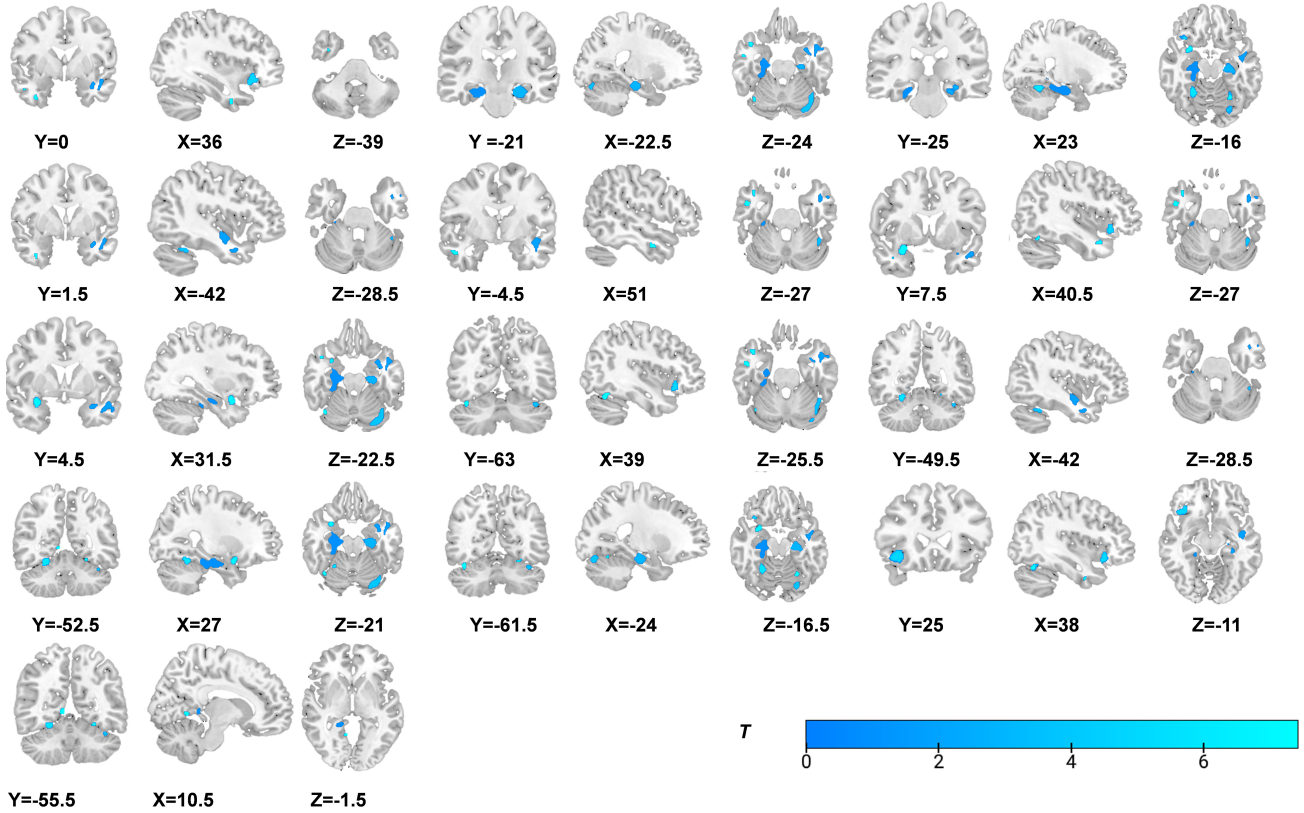 Y=0 X=36 Z=-39 Y =-21 X=-22.5 Z=-24 Y=-25 X=23 Z=-16
Y=1.5 X=-42 Z=-28.5 Y=-4.5 X=51 Z=-27 Y=7.5 X=40.5 Z=-27
Y=4.5 X=31.5 Z=-22.5 Y=-63 X=39 Z=-25.5 Y=-49.5 X=-42 Z=-28.5
Y=-52.5 X=27 Z=-21 Y=-61.5 X=-24 Z=-16.5 Y=25 X=38 Z=-11
T
0 2 4 6
Y=-55.5 X=10.5 Z=-1.5